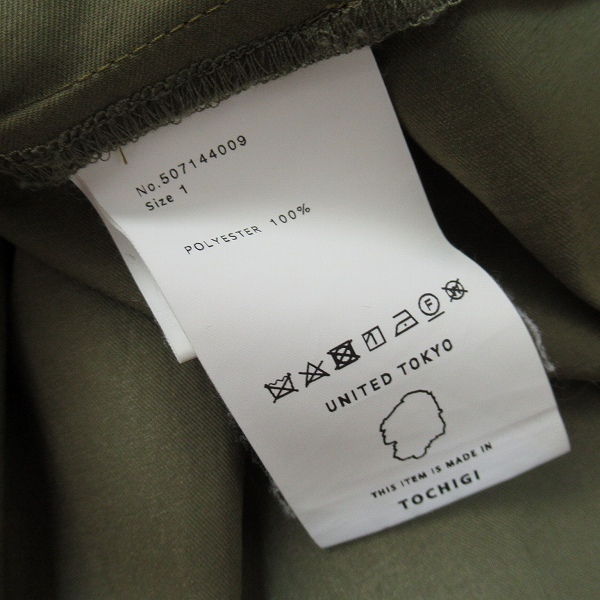 No.507144009
Size 1
POLYESTER 100%
F
W
UNITED TOKYO
THIS ITEM IS MADE IN
TOCHIGI